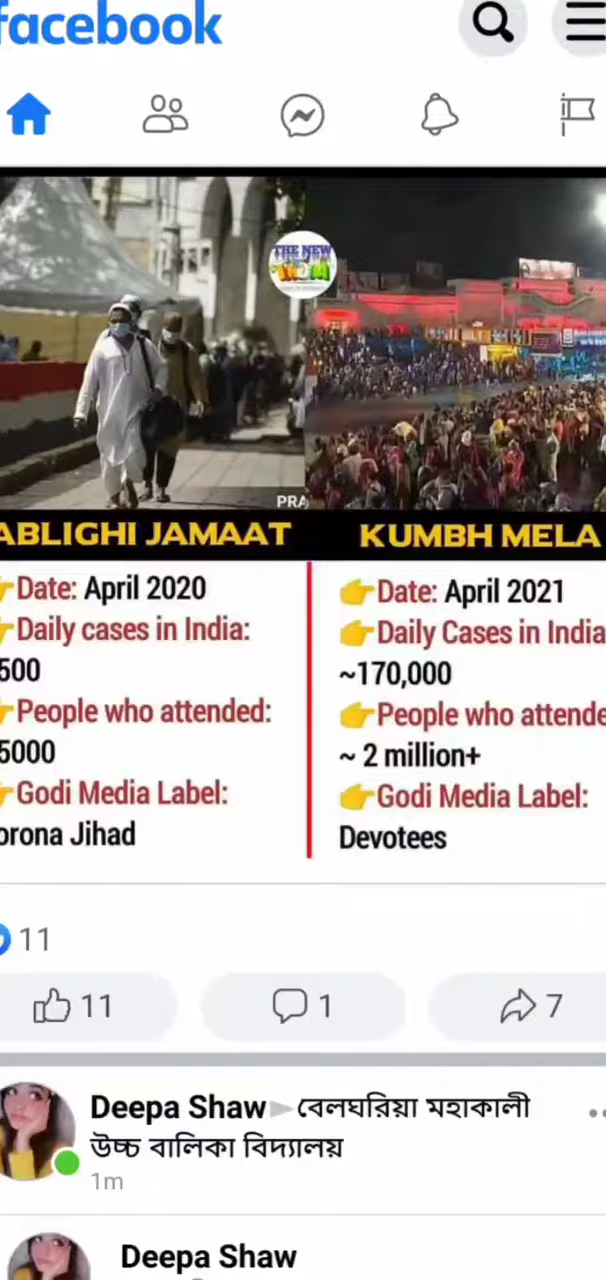 facebook
THE NEW
PRA
ABLIGHI JAMAAT
KUMBH MELA
Date: April 2020
Daily cases in India:
500
People who attended:
5000
Godi Media Label:
orona Jihad
Date: April 2021
Daily Cases in India
~170,000
People who attende
~ 2 million+
Godi Media Label:
Devotees
11
11
1
7
Deepa Shaw বেলঘরিয়া মহাকালী
উচ্চ বালিকা বিদ্যালয়
1m
Deepa Shaw